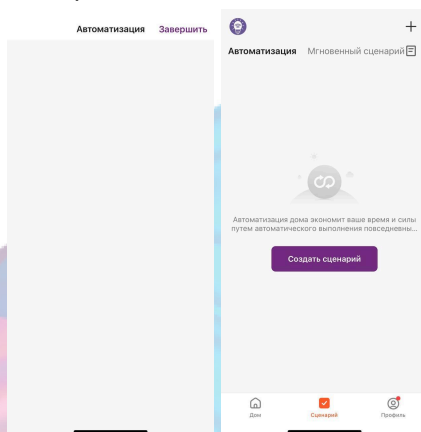 Автоматизация Завершить
Автоматизация Мгновенный сценарий
Автоматизация дома экономит ваше время и силы
путем автоматического выполнения повседневны...
Создать сценарий
Дом Сценарий Профиль